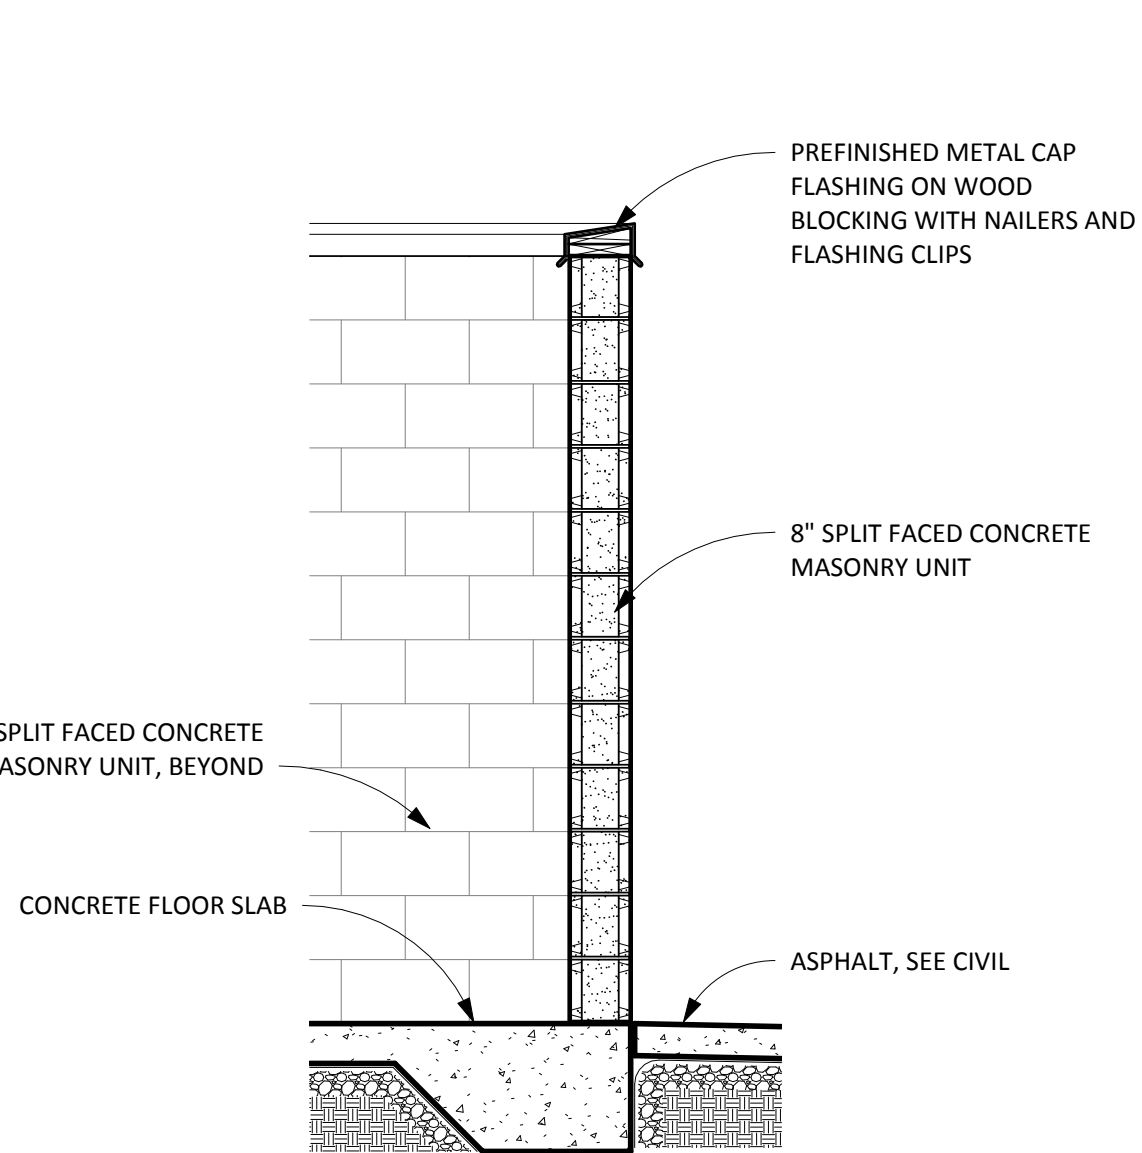 PREFINISHED METAL CAP
FLASHING ON WOOD
BLOCKING WITH NAILERS AND
FLASHING CLIPS
8" SPLIT FACED CONCRETE
MASONRY UNIT
SPLIT FACED CONCRETE
ASONRY UNIT, BEYOND
CONCRETE FLOOR SLAB
ASPHALT, SEE CIVIL